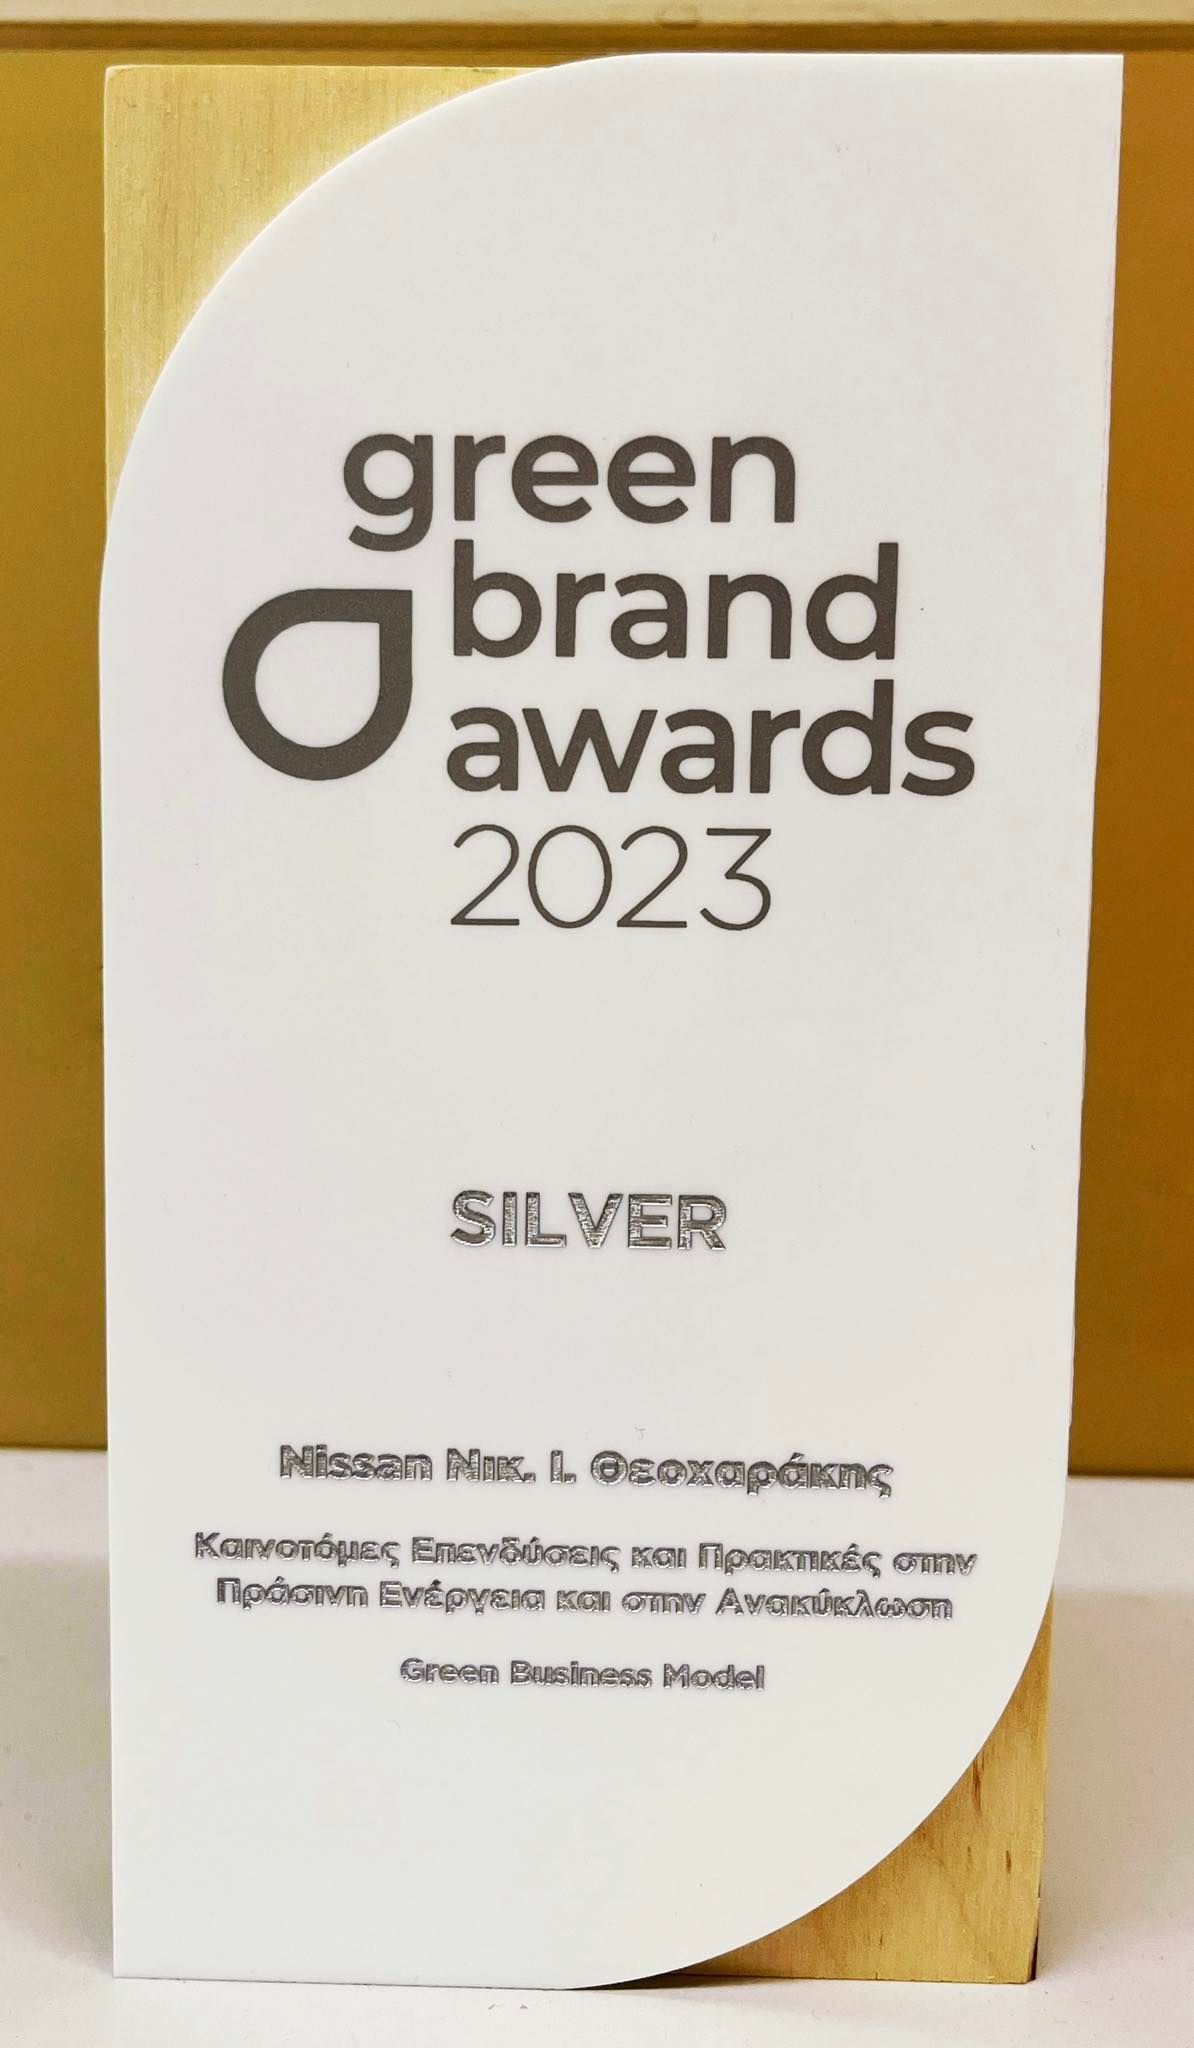 green
brand
awards
2023
SILVER
Nissan Νικ. Ι. Θεοχαράκης
Καινοτόμες Επενδύσεις και Πρακτικές στην
Πράσινη Ενέργεια και στην Ανακύκλωση
Green Business Model